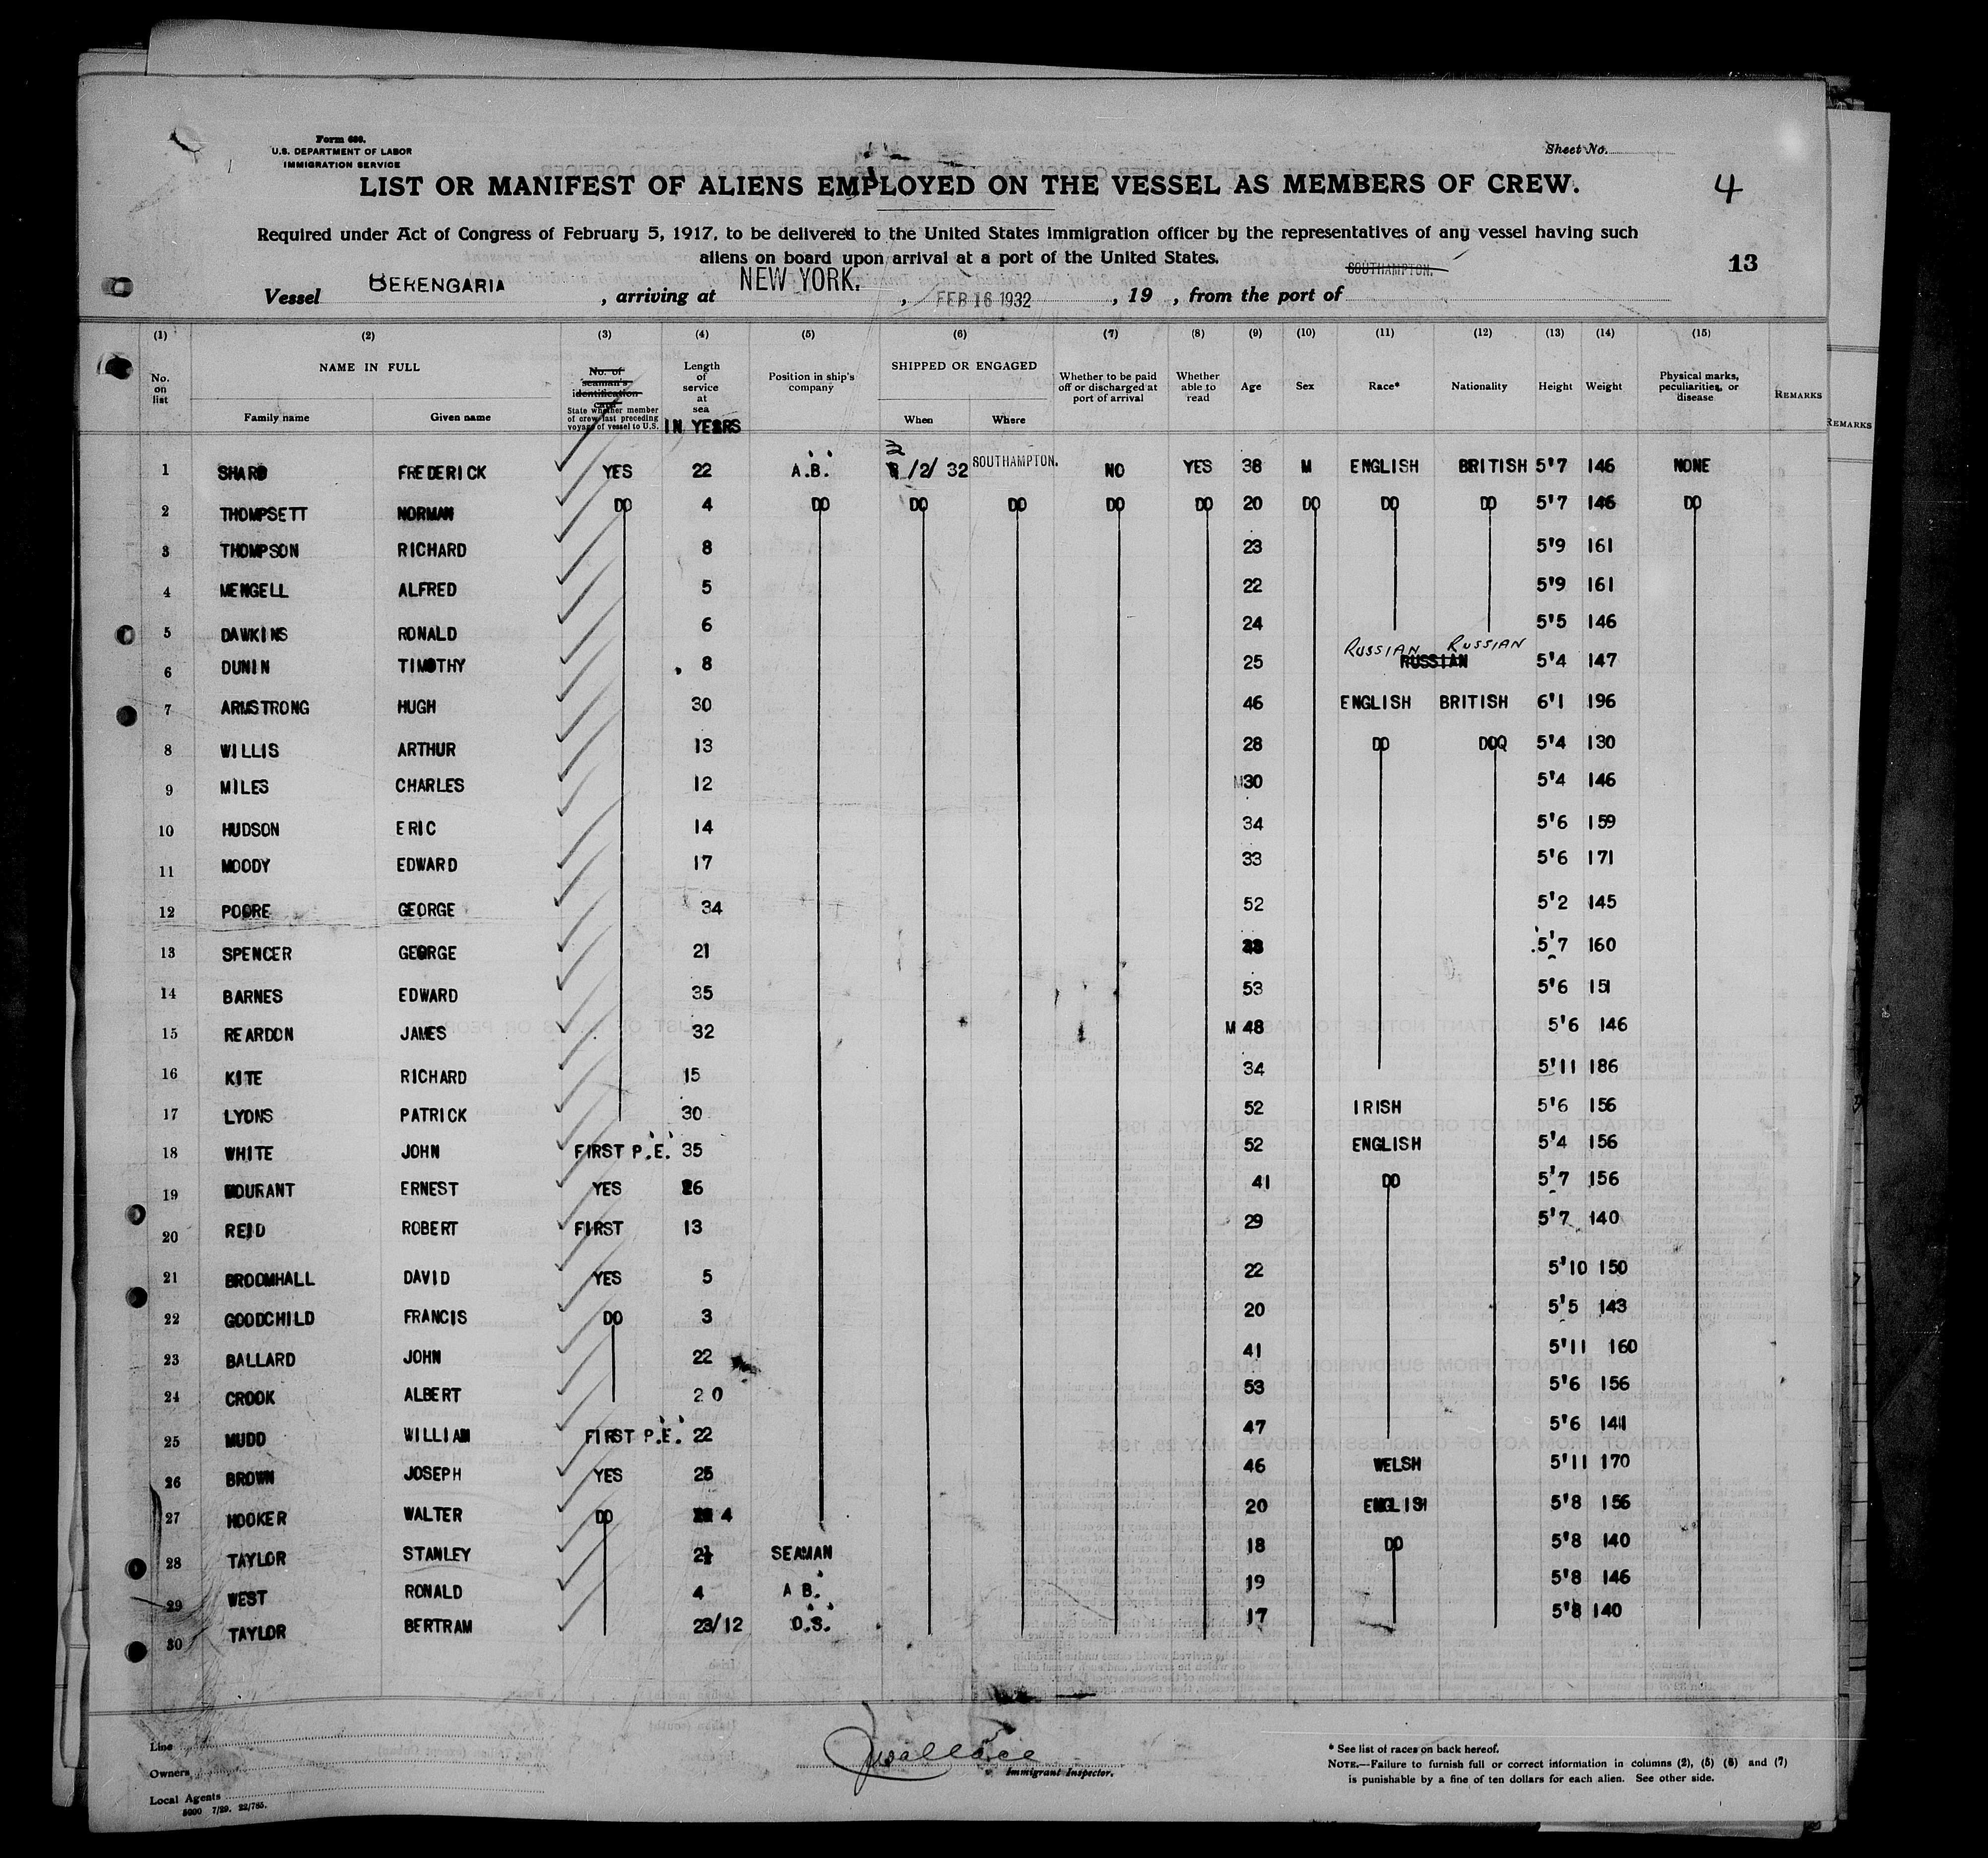 Form 680.
U.S. DEPARTMENT OF LABOR
IMMIGRATION SERVICE
Sheet No.
LIST OR MANIFEST OF ALIENS EMPLOYED ON THE VESSEL AS MEMBERS OF CREW.
4
Required under Act of Congress of February 5, 1917, to be delivered to the United States immigration officer by the representatives of any vessel having such
aliens on board upon arrival at a port of the United States.
13
Vessel BERENGARIA, arriving at NEW YORK., FEB 16 1932, 19 , from the port of SOUTHAMPTON.
(1) (2) (3) (4) (5) (6) (7) (8) (9) (10) (11) (12) (13) (14) (15)
No. on list NAME IN FULL Family name Given name No. of seaman's identification card State whether member of crew last preceding voyage of vessel to U.S. Length of service at sea IN YEARS Position in ship's company SHIPPED OR ENGAGED When Where Whether to be paid off or discharged at port of arrival Whether able to read Age Sex Race* Nationality Height Weight Physical marks, peculiarities, or disease REMARKS
REMARKS
1 SHARD FREDERICK YES 22 A.B. /2/ 32 SOUTHAMPTON. NO YES 38 M ENGLISH BRITISH 5'7 146 NONE
2 THOMPSETT NORMAN DO 4 DO DO DO DO DO 20 DO DO DO 5'7 146 DO
3 THOMPSON RICHARD 8 23 5'9 161
4 MENGELL ALFRED 5 22 5'9 161
5 DAWKINS RONALD 6 24 5'5 146
6 DUNIN TIMOTHY 8 25 RUSSIAN RUSSIAN RUSSIAN 5'4 147
7 ARMSTRONG HUGH 30 46 ENGLISH BRITISH 6'1 196
8 WILLIS ARTHUR 13 28 DO DOQ 5'4 130
9 MILES CHARLES 12 30 5'4 146
10 HUDSON ERIC 14 34 5'6 159
11 MOODY EDWARD 17 33 5'6 171
12 POORE GEORGE 34 52 5'2 145
13 SPENCER GEORGE 21 5'7 160
14 BARNES EDWARD 35 53 5'6 151
15 REARDON JAMES 32 M 48 5'6 146
16 KITE RICHARD 15 34 5'11 186
17 LYONS PATRICK 30 52 IRISH 5'6 156
18 WHITE JOHN FIRST P.E. 35 52 ENGLISH 5'4 156
19 MOURANT ERNEST YES 26 41 DO 5'7 156
20 REID ROBERT FIRST 13 29 5'7 140
21 BROOMHALL DAVID YES 5 22 5'10 150
22 GOODCHILD FRANCIS DO 3 20 5'5 143
23 BALLARD JOHN 22 41 5'11 160
24 CROOK ALBERT 20 53 5'6 156
25 MUDD WILLIAM FIRST P.E. 22 47 5'6 141
26 BROWN JOSEPH YES 25 46 WELSH 5'11 170
27 HOOKER WALTER DO 4 20 ENGLISH 5'8 156
28 TAYLOR STANLEY 2½ SEAMAN 18 DO 5'8 140
29 WEST RONALD 4 A B. 19 5'8 146
30 TAYLOR BERTRAM 23/12 O.S. 17 5'8 140
Line
Owners
Local Agents
5000 7/29. 22/785.
Immigrant Inspector.
* See list of races on back hereof.
NOTE.—Failure to furnish full or correct information in columns (2), (5) (6) and (7)
is punishable by a fine of ten dollars for each alien. See other side.